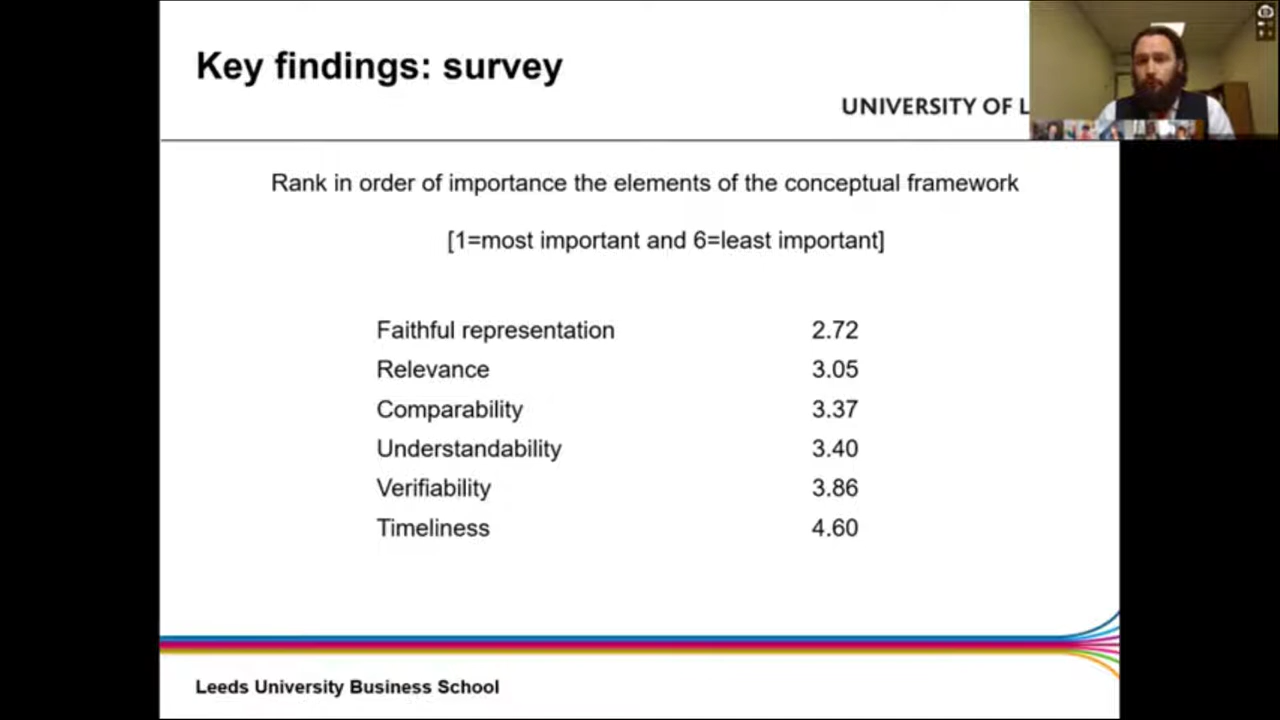 Key findings: survey
UNIVERSITY OF L
Rank in order of importance the elements of the conceptual framework
[1=most important and 6=least important]
Faithful representation 2.72
Relevance 3.05
Comparability 3.37
Understandability 3.40
Verifiability 3.86
Timeliness 4.60
Leeds University Business School